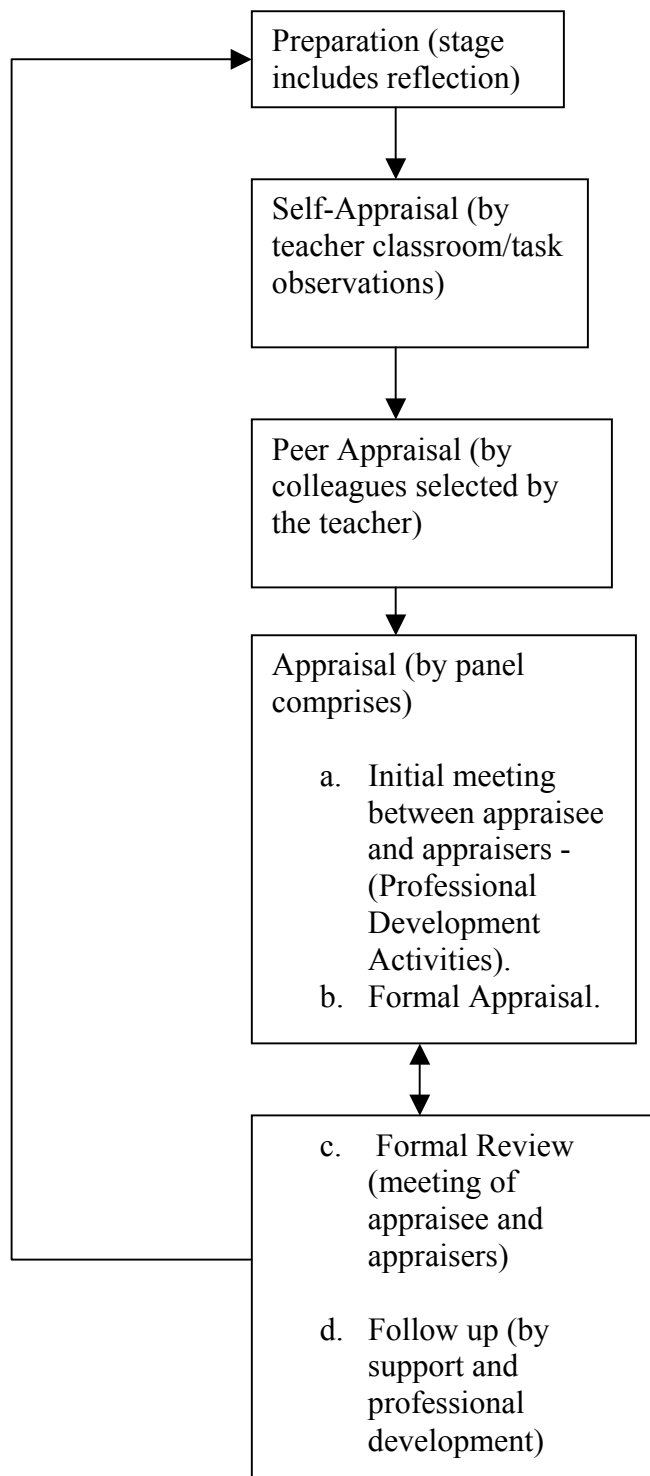 Preparation (stage
includes reflection)
Self-Appraisal (by
teacher classroom/task
observations)
Peer Appraisal (by
colleagues selected by
the teacher)
Appraisal (by panel
comprises)
a. Initial meeting
between appraisee
and appraisers -
(Professional
Development
Activities).
b. Formal Appraisal.
c. Formal Review
(meeting of
appraisee and
appraisers)
d. Follow up (by
support and
professional
development)